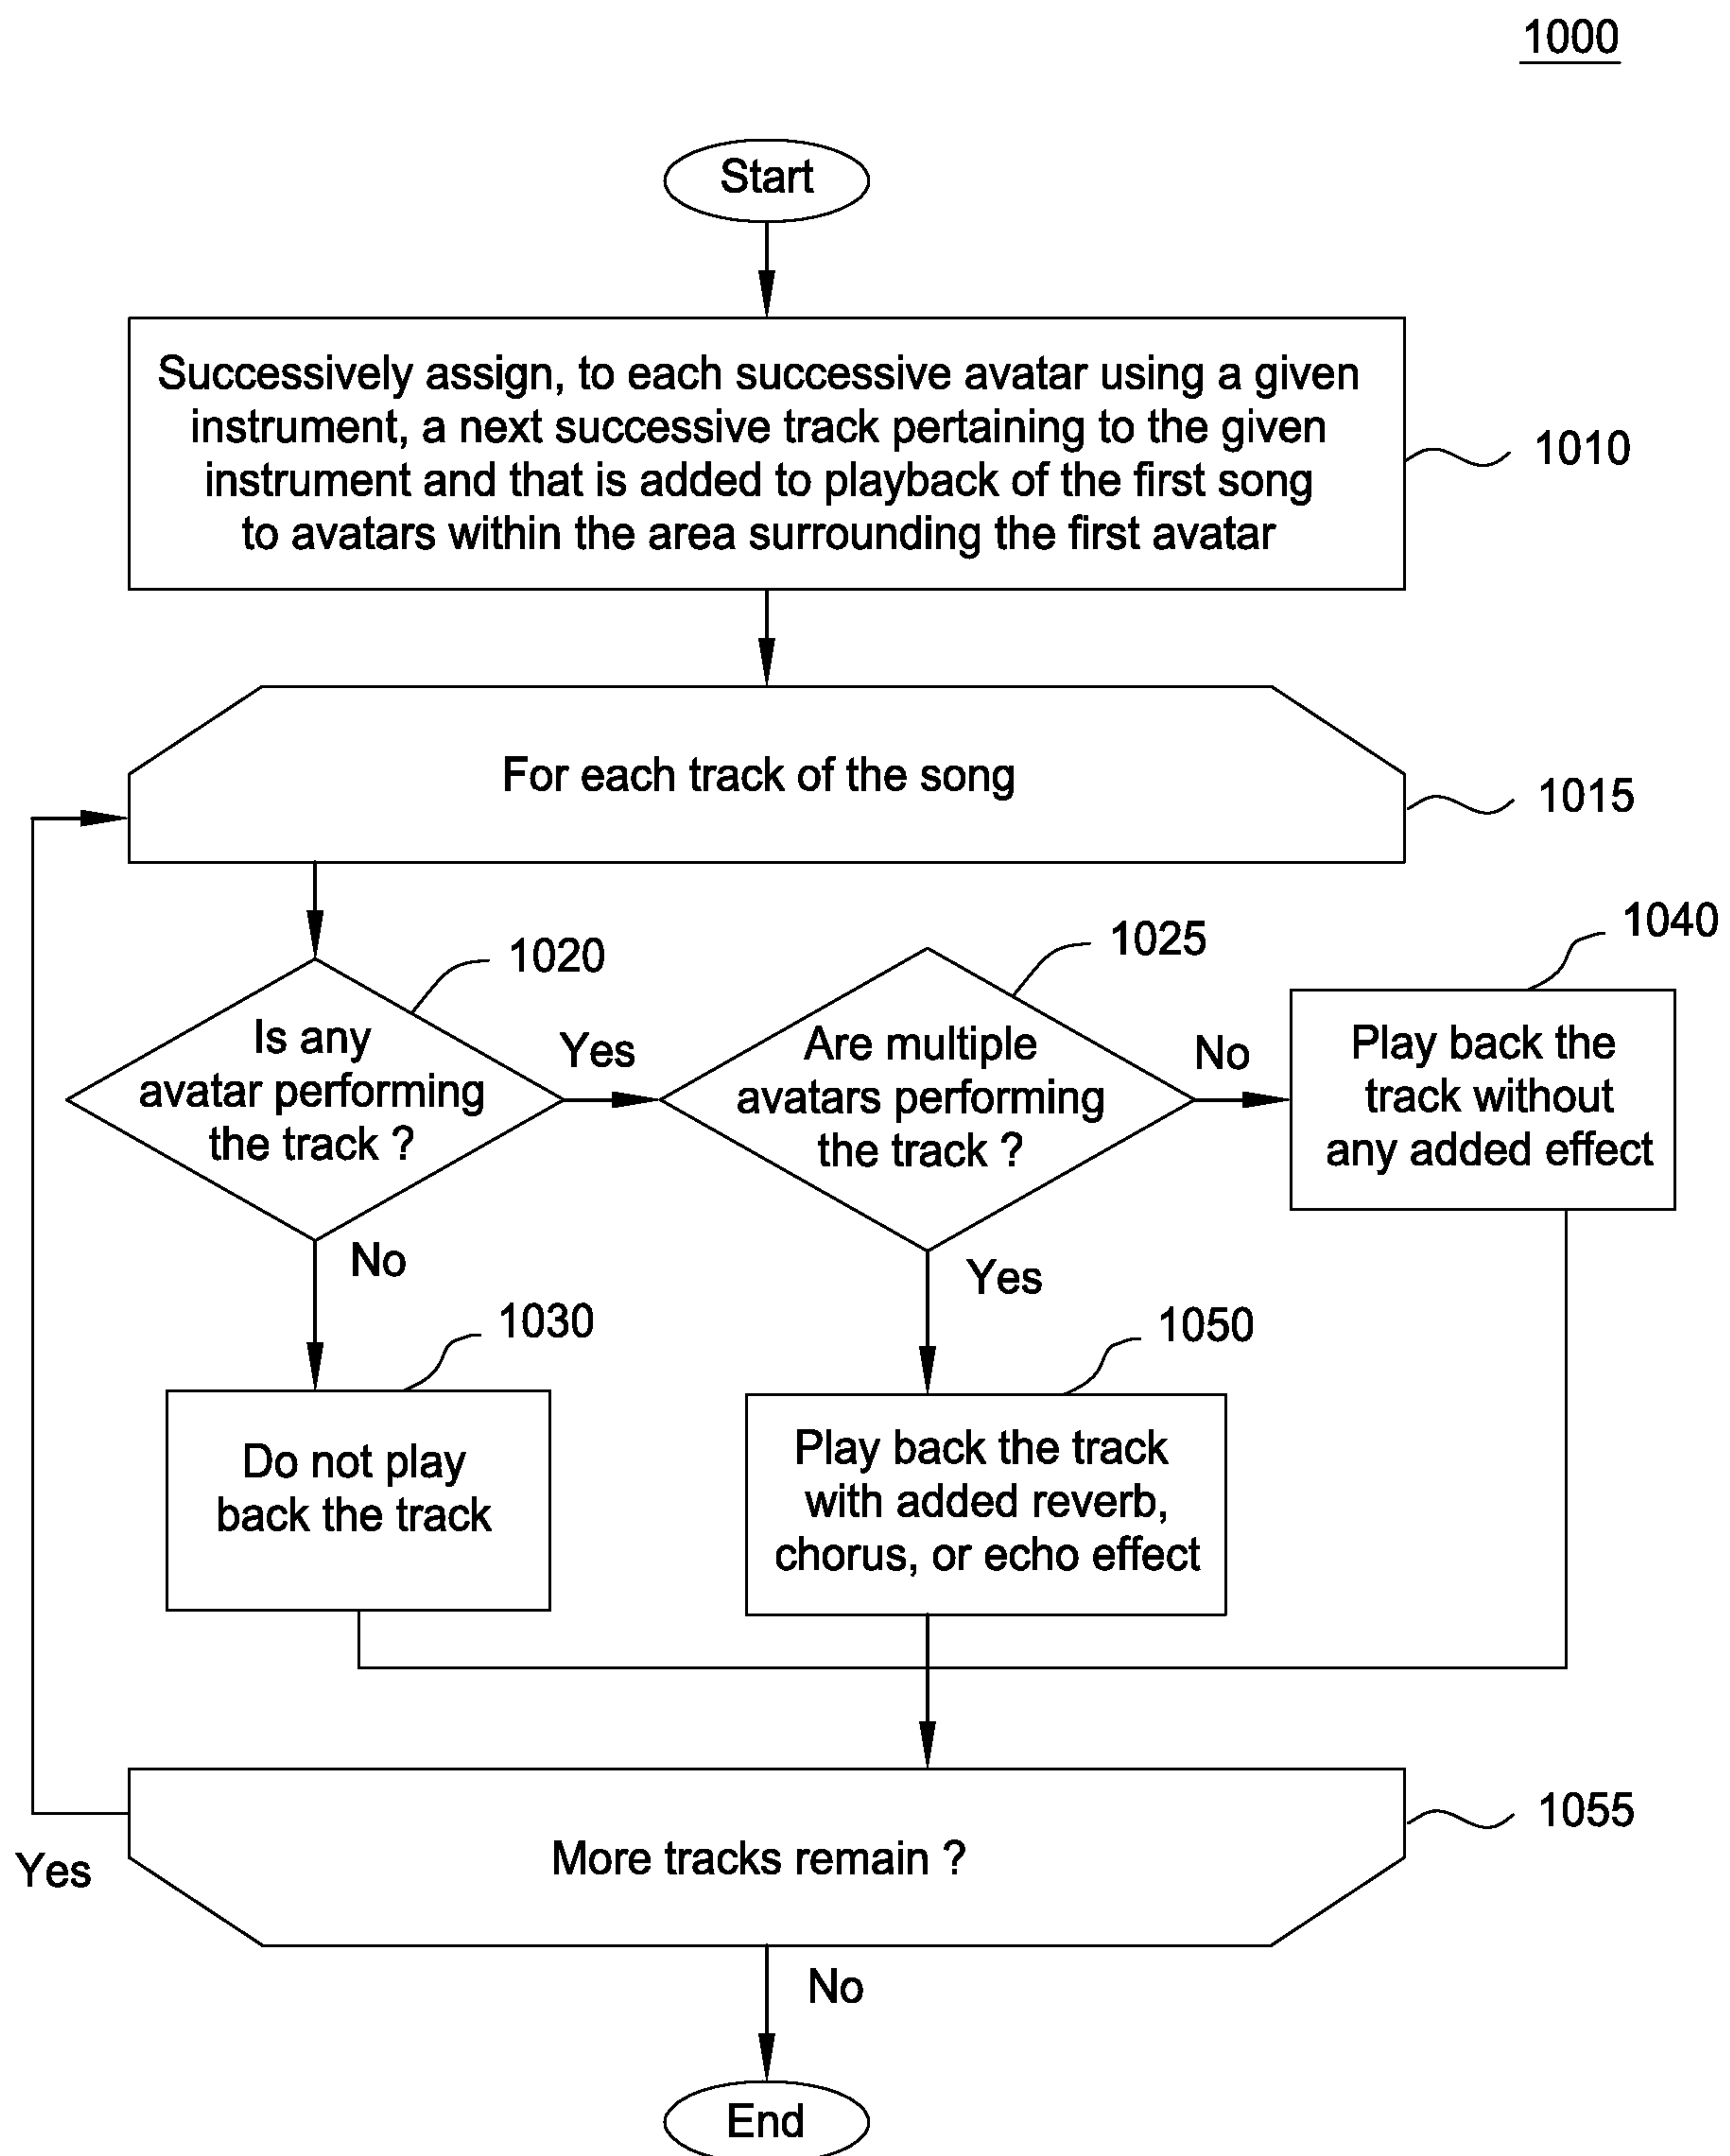 1000
Start
Successively assign, to each successive avatar using a given
instrument, a next successive track pertaining to the given
instrument and that is added to playback of the first song
to avatars within the area surrounding the first avatar
1010
For each track of the song
1015
1020
Is any
avatar performing
the track ?
Yes
No
1025
Are multiple
avatars performing
the track ?
No
Yes
1040
Play back the
track without
any added effect
1030
Do not play
back the track
1050
Play back the track
with added reverb,
chorus, or echo effect
1055
More tracks remain ?
Yes
No
End